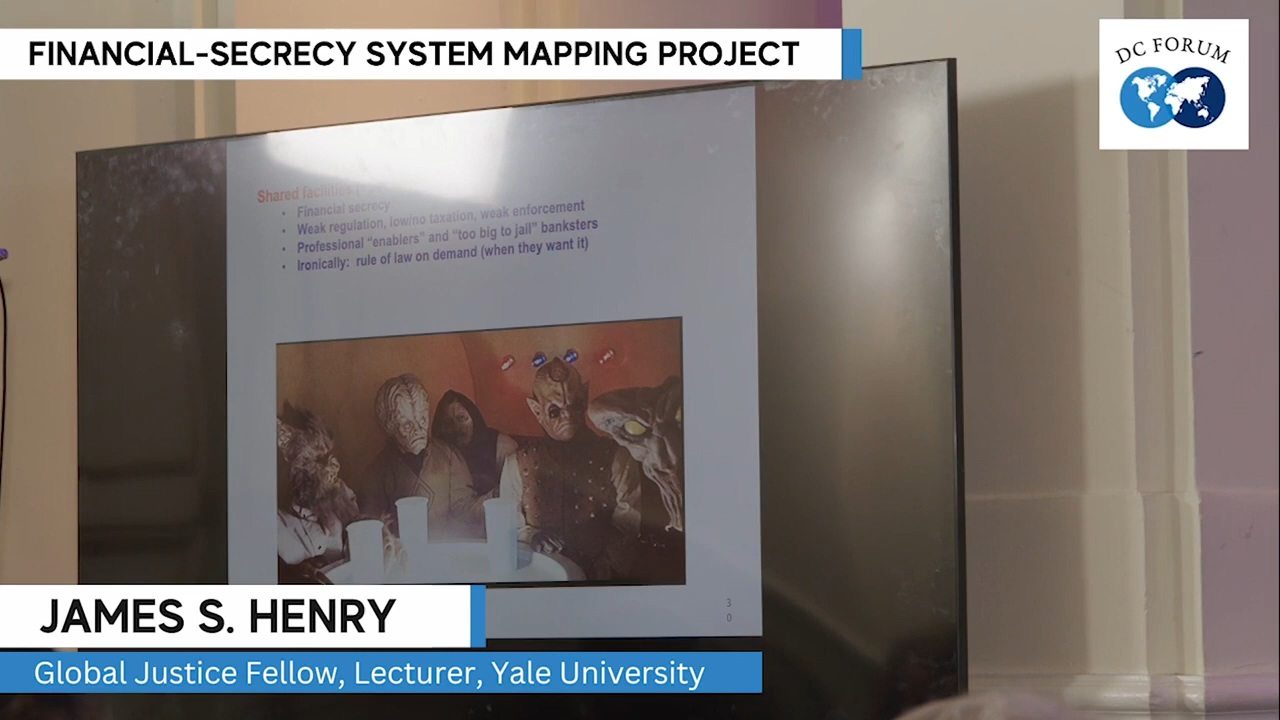 FINANCIAL-SECRECY SYSTEM MAPPING PROJECT
DC FORUM
Shared facilities
• Financial secrecy
• Weak regulation, low/no taxation, weak enforcement
• Professional “enablers” and “too big to jail” banksters
• Ironically: rule of law on demand (when they want it)
3
0
JAMES S. HENRY
Global Justice Fellow, Lecturer, Yale University